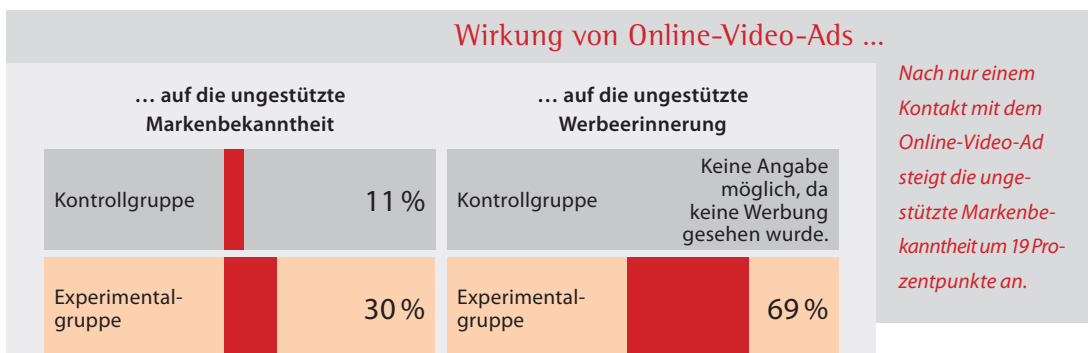 Wirkung von Online-Video-Ads ...
... auf die ungestützte
Markenbekanntheit
Kontrollgruppe
11 %
Experimental-
gruppe
30 %
... auf die ungestützte
Werbeerinnerung
Kontrollgruppe
Keine Angabe
möglich, da
keine Werbung
gesehen wurde.
Experimental-
gruppe
69 %
Nach nur einem
Kontakt mit dem
Online-Video-Ad
steigt die unge-
stützte Markenbe-
kanntheit um 19 Pro-
zentpunkte an.